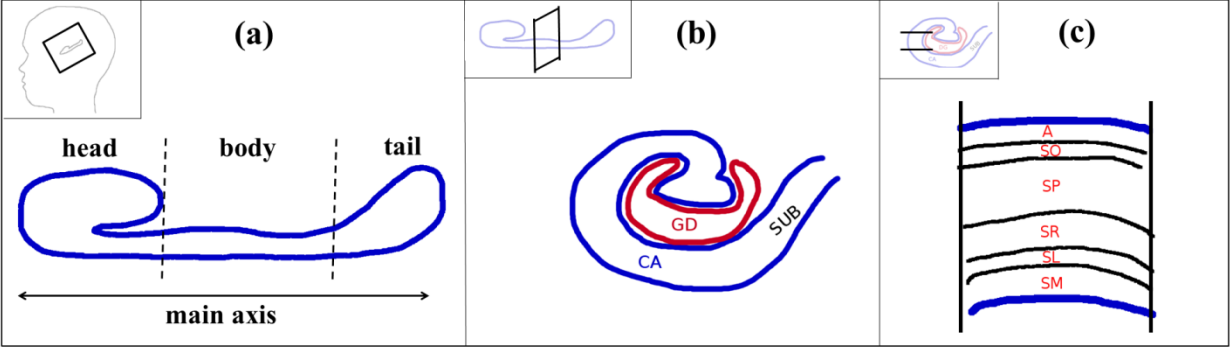 (a)
head body tail
main axis
(b)
GD
SUB
CA
(c)
A
SO
SP
SR
SL
SM